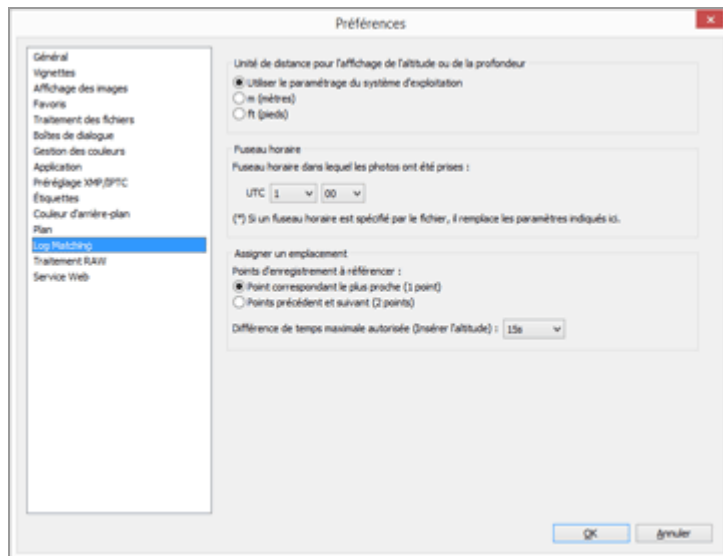 Préférences
Général
Vignettes
Affichage des images
Favoris
Traitement des fichiers
Boîtes de dialogue
Gestion des couleurs
Application
Préréglage XMP/IPTC
Étiquettes
Couleur d'arrière-plan
Plan
Log Matching
Traitement RAW
Service Web
Unité de distance pour l'affichage de l'altitude ou de la profondeur
Utiliser le paramétrage du système d'exploitation
m (mètres)
ft (pieds)
Fuseau horaire
Fuseau horaire dans lequel les photos ont été prises :
UTC 1 00
(*) Si un fuseau horaire est spécifié par le fichier, il remplace les paramètres indiqués ici.
Assigner un emplacement
Points d'enregistrement à référencer :
Point correspondant le plus proche (1 point)
Points précédent et suivant (2 points)
Différence de temps maximale autorisée (Insérer l'altitude) : 15s
OK Annuler